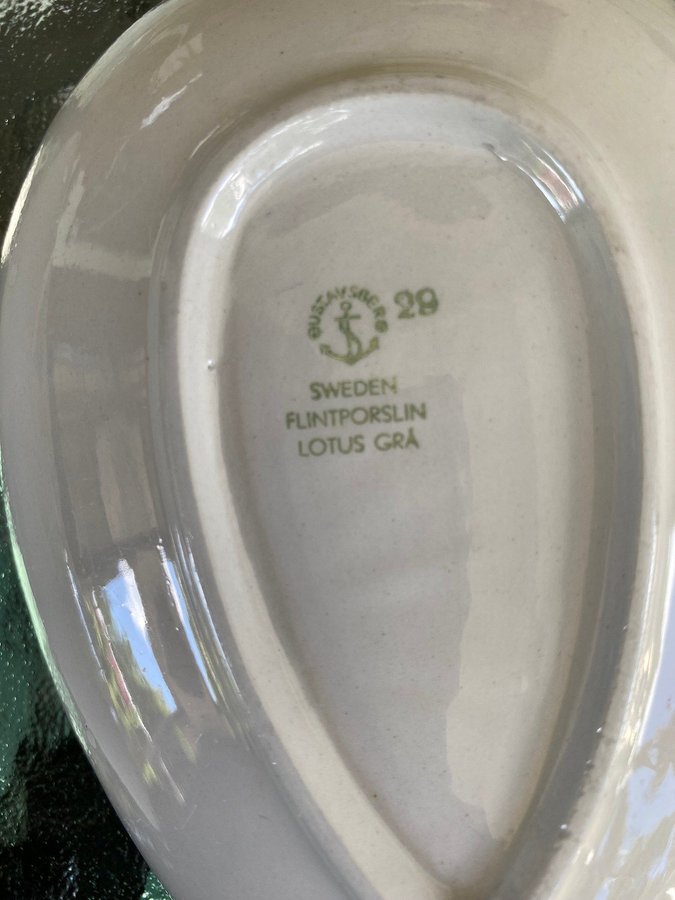 GUSTAVSBERG 29
SWEDEN
FLINTPORSLIN
LOTUS GRÅ